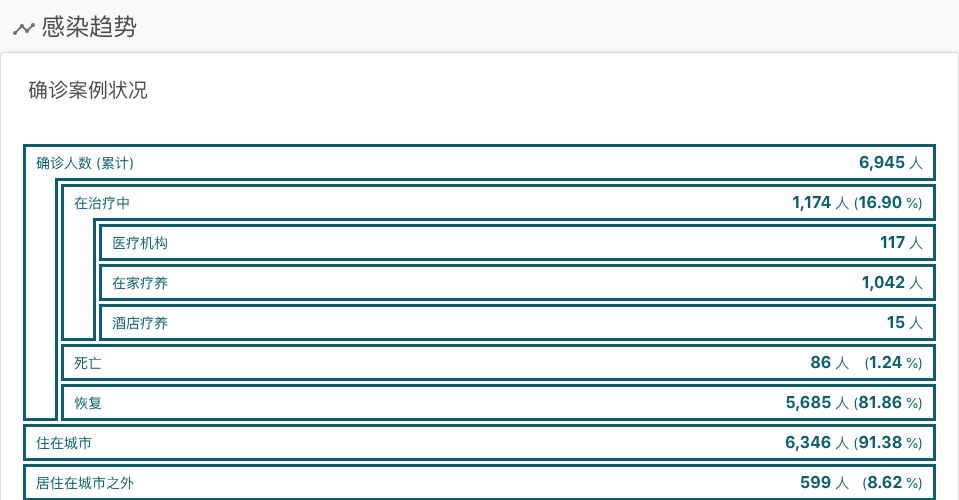 感染趋势
确诊案例状况
确诊人数 (累计) 6,945 人
在治疗中 1,174 人 (16.90 %)
医疗机构 117 人
在家疗养 1,042 人
酒店疗养 15 人
死亡 86 人 (1.24 %)
恢复 5,685 人 (81.86 %)
住在城市 6,346 人 (91.38 %)
居住在城市之外 599 人 (8.62 %)